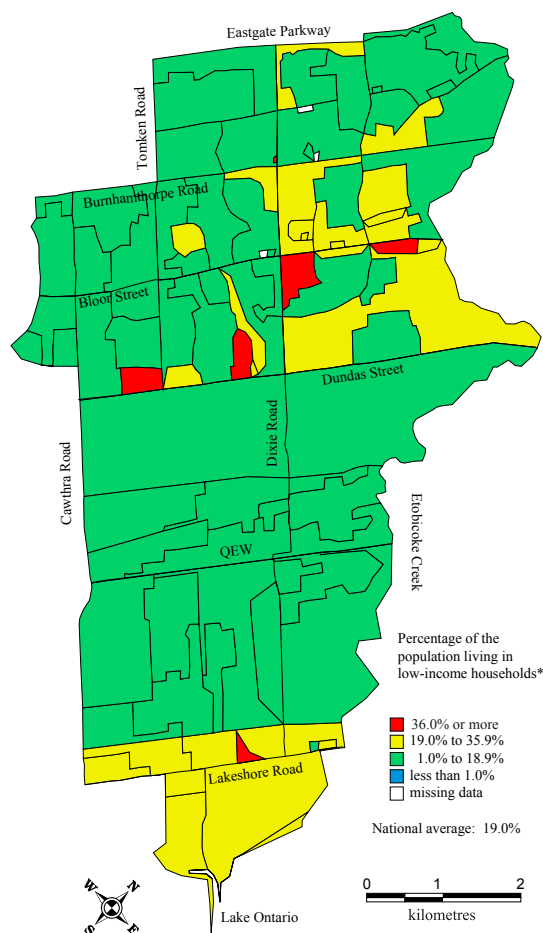 Eastgate Parkway
Tomken Road
Burnhamthorpe Road
Bloor Street
Dundas Street
Dixie Road
Cawthra Road
Etobicoke Creek
QEW
Percentage of the
population living in
low-income households*
36.0% or more
19.0% to 35.9%
1.0% to 18.9%
less than 1.0%
missing data
Lakeshore Road
National average: 19.0%
W N
S E
0 1 2
kilometres
Lake Ontario